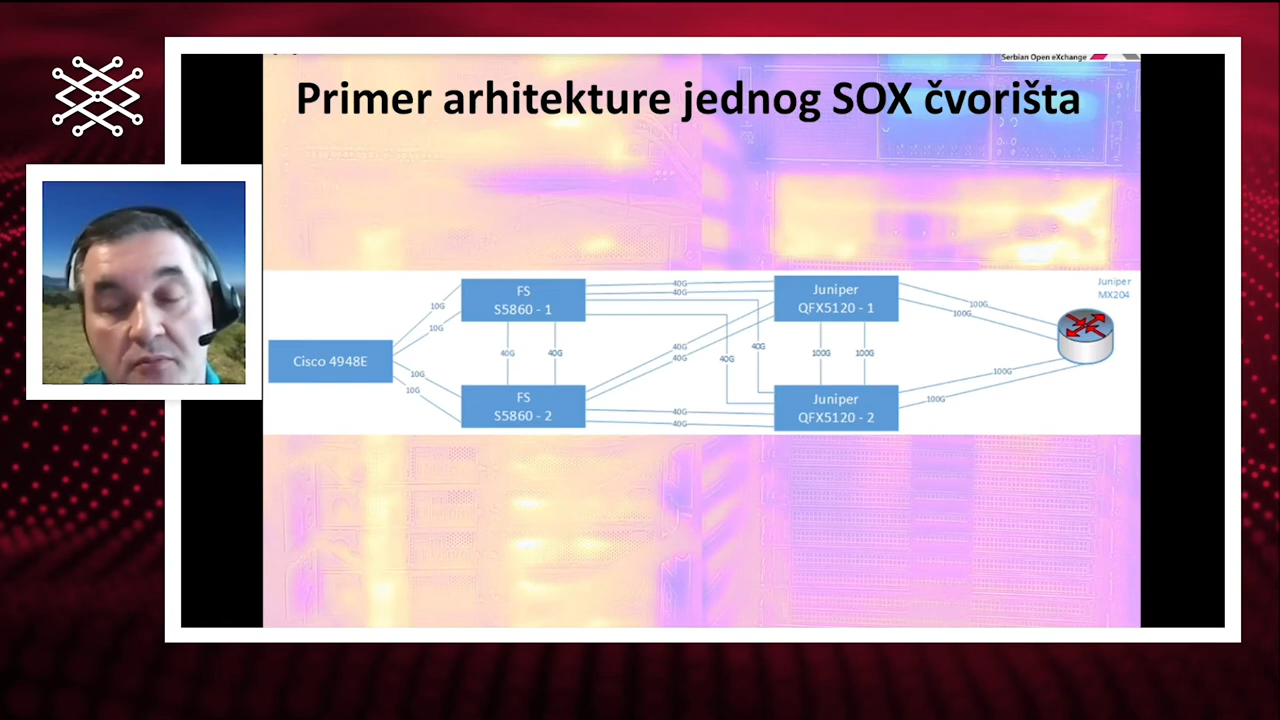 Serbian Open eXchange
Primer arhitekture jednog SOX čvorišta
Cisco 4948E
10G
10G
10G
10G
FS
S5860 - 1
40G
40G
FS
S5860 - 2
40G
40G
40G
40G
40G
40G
40G
40G
Juniper
QFX5120 - 1
100G
100G
Juniper
QFX5120 - 2
100G
100G
100G
100G
Juniper
MX204